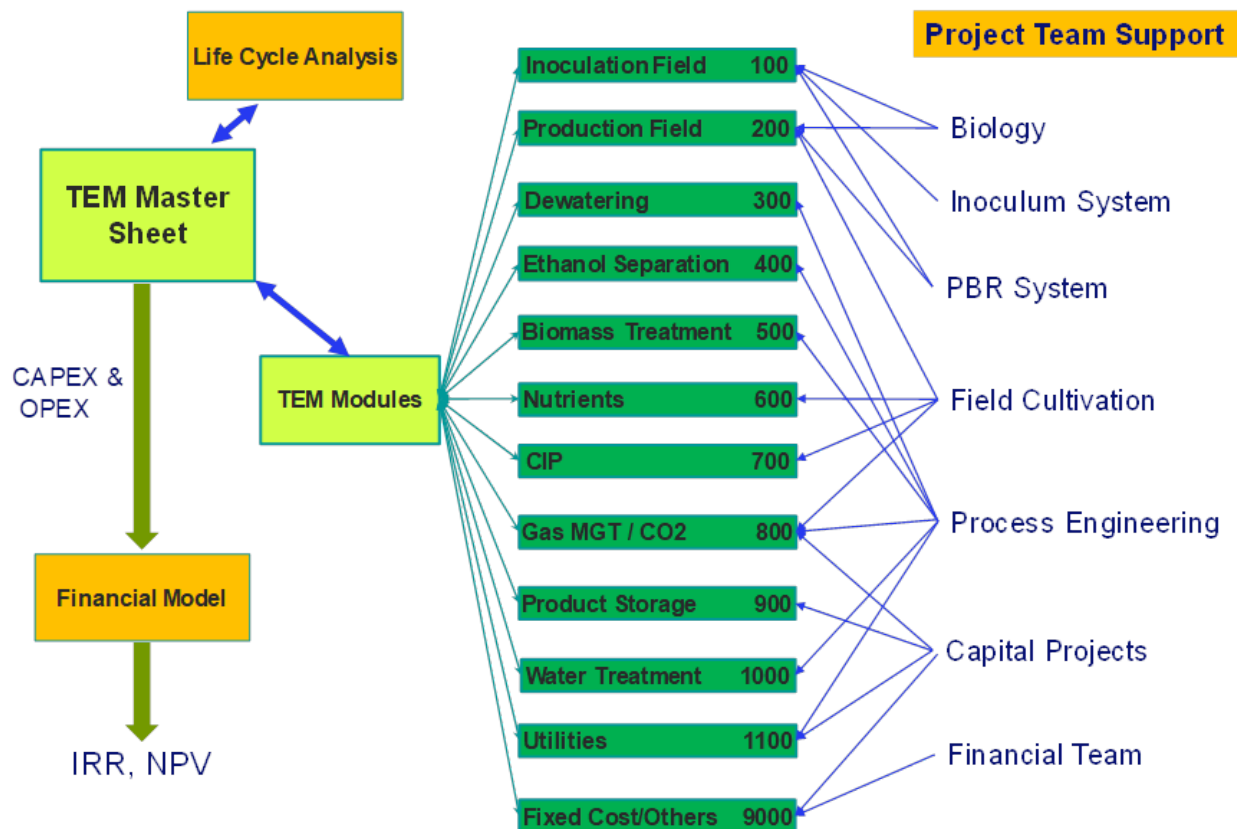 Life Cycle Analysis
TEM Master
Sheet
CAPEX &
OPEX
TEM Modules
Financial Model
IRR, NPV
Inoculation Field 100
Production Field 200
Dewatering 300
Ethanol Separation 400
Biomass Treatment 500
Nutrients 600
CIP 700
Gas MGT / CO2 800
Product Storage 900
Water Treatment 1000
Utilities 1100
Fixed Cost/Others 9000
Project Team Support
Biology
Inoculum System
PBR System
Field Cultivation
Process Engineering
Capital Projects
Financial Team